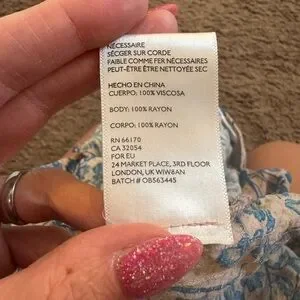 NÉCESSAIRE
SÉCGER SUR CORDE
FAIBLE COMME FER NÉCESSAIRES
PEUT-ÊTRE ÊTRE NETTOYÉE SEC
HECHO EN CHINA
CUERPO: 100% VISCOSA
BODY: 100% RAYON
CORPO: 100% RAYON
RN 66170
CA 32054
FOR EU
24 MARKET PLACE, 3RD FLOOR
LONDON, UK WIW8AN
BATCH# OB563445